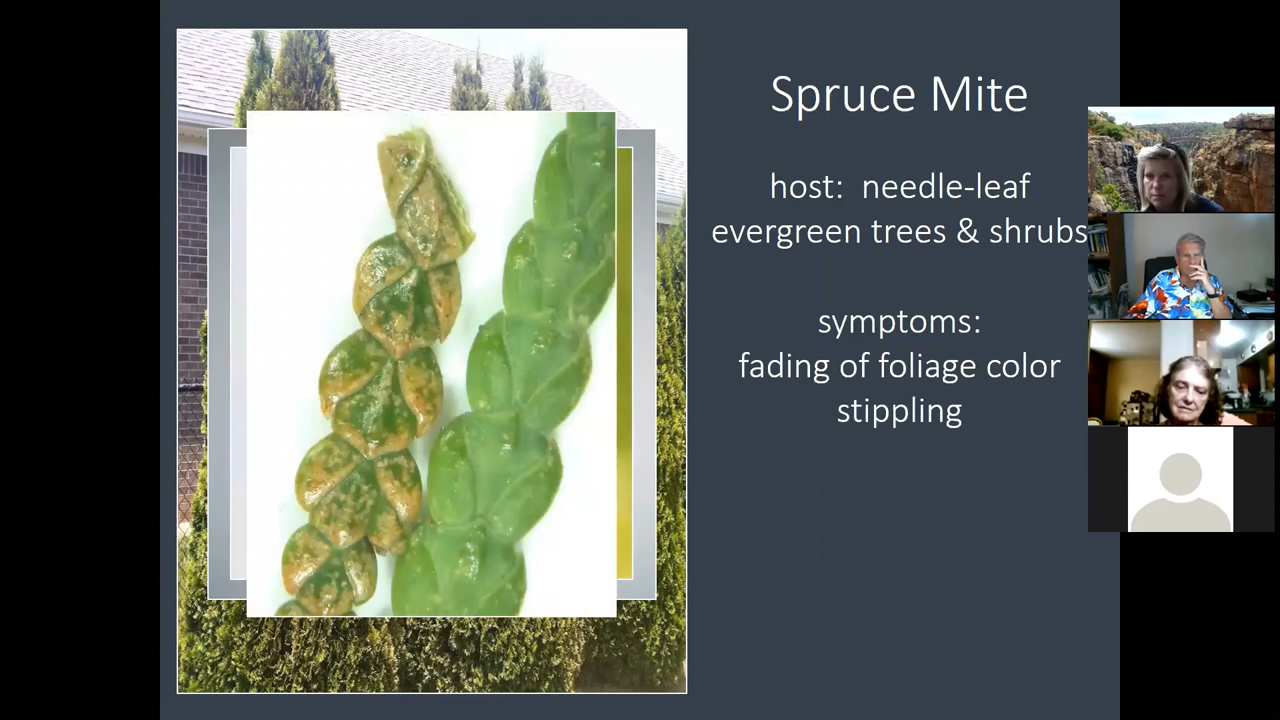 Spruce Mite
host: needle-leaf
evergreen trees & shrubs
symptoms:
fading of foliage color
stippling